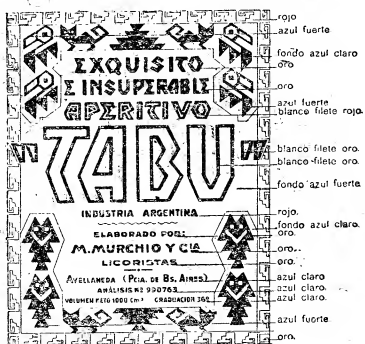 EXQUISITO
E INSUPERABLE
APERITIVO
TABU
INDUSTRIA ARGENTINA
ELABORADO POR:
M. MURCHIO Y CIA
LICORISTAS
AVELLANEDA (PCIA. DE BS. AIRES)
ANÁLISIS Nº 990763
VOLUMEN NETO 1000 Cm³ GRADUACION 36º
rojo
azul fuerte
fondo azul claro
oro
oro.
azul fuerte
blanco filete rojo.
blanco filete oro.
blanco filete oro.
fondo azul fuerte
rojo.
fondo azul claro.
oro.
oro.
oro.
azul claro
azul claro.
azul claro.
azul fuerte
oro.